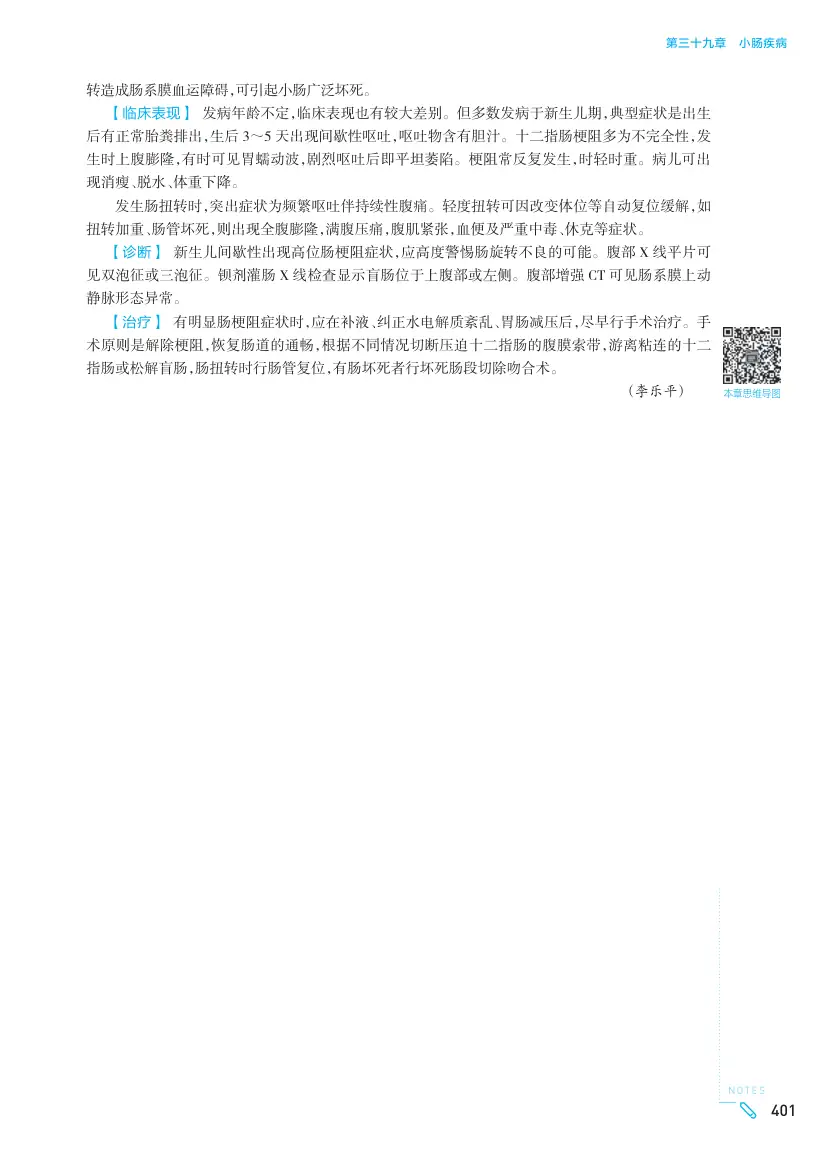 第三十九章 小肠疾病
转造成肠系膜血运障碍,可引起小肠广泛坏死。
【临床表现】 发病年龄不定,临床表现也有较大差别。但多数发病于新生儿期,典型症状是出生
后有正常胎粪排出,生后 3～5 天出现间歇性呕吐,呕吐物含有胆汁。十二指肠梗阻多为不完全性,发
生时上腹膨隆,有时可见胃蠕动波,剧烈呕吐后即平坦萎陷。梗阻常反复发生,时轻时重。病儿可出
现消瘦、脱水、体重下降。
发生肠扭转时,突出症状为频繁呕吐伴持续性腹痛。轻度扭转可因改变体位等自动复位缓解,如
扭转加重、肠管坏死,则出现全腹膨隆,满腹压痛,腹肌紧张,血便及严重中毒、休克等症状。
【诊断】 新生儿间歇性出现高位肠梗阻症状,应高度警惕肠旋转不良的可能。腹部 X 线平片可
见双泡征或三泡征。钡剂灌肠 X 线检查显示盲肠位于上腹部或左侧。腹部增强 CT 可见肠系膜上动
静脉形态异常。
【治疗】 有明显肠梗阻症状时,应在补液、纠正水电解质紊乱、胃肠减压后,尽早行手术治疗。手
术原则是解除梗阻,恢复肠道的通畅,根据不同情况切断压迫十二指肠的腹膜索带,游离粘连的十二
指肠或松解盲肠,肠扭转时行肠管复位,有肠坏死者行坏死肠段切除吻合术。
（李乐平）
本章思维导图
NOTES
401